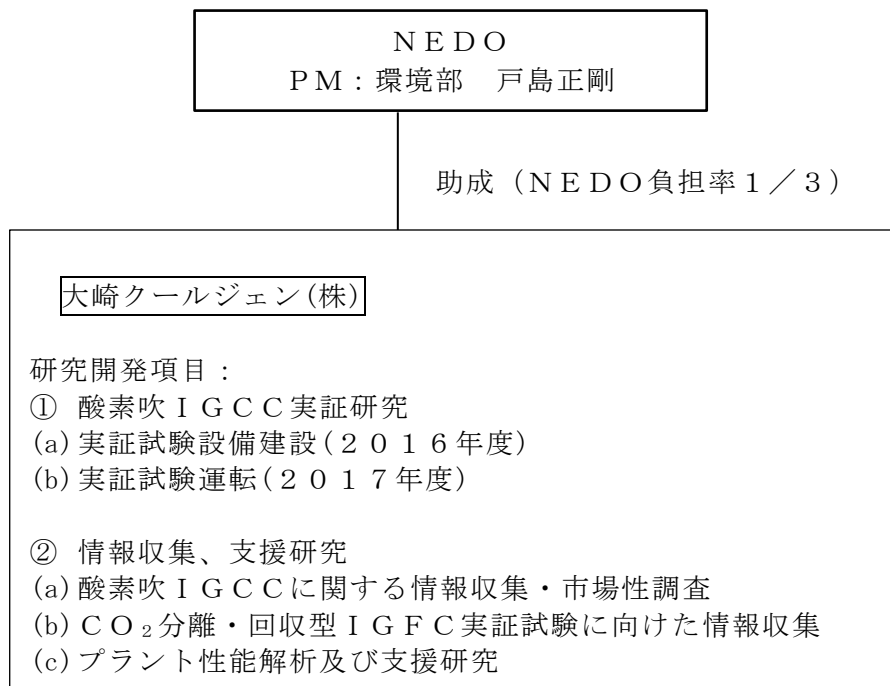 ＮＥＤＯ
ＰＭ：環境部　戸島正剛
助成（ＮＥＤＯ負担率１／３）
大崎クールジェン(株)
研究開発項目：
① 酸素吹ＩＧＣＣ実証研究
(a)実証試験設備建設(２０１６年度)
(b)実証試験運転(２０１７年度)
② 情報収集、支援研究
(a)酸素吹ＩＧＣＣに関する情報収集・市場性調査
(b)ＣＯ₂分離・回収型ＩＧＦＣ実証試験に向けた情報収集
(c)プラント性能解析及び支援研究